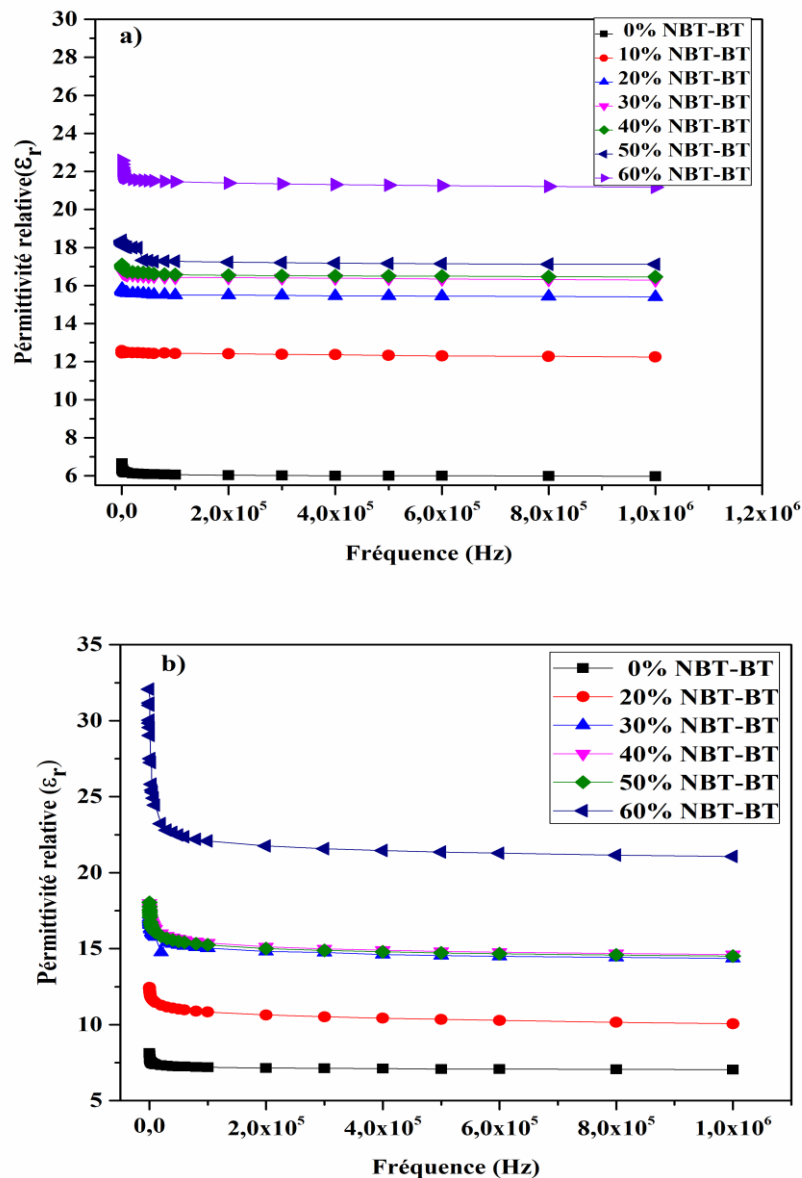 a)
0% NBT-BT
10% NBT-BT
20% NBT-BT
30% NBT-BT
40% NBT-BT
50% NBT-BT
60% NBT-BT
30
28
26
24
22
20
18
16
14
12
10
8
6
Pérmittivité relative(ε_r)
0,0
2,0x10⁵
4,0x10⁵
6,0x10⁵
8,0x10⁵
1,0x10⁶
1,2x10⁶
Fréquence (Hz)
b)
0% NBT-BT
20% NBT-BT
30% NBT-BT
40% NBT-BT
50% NBT-BT
60% NBT-BT
35
30
25
20
15
10
5
Pérmittivité relative (ε_r)
0,0
2,0x10⁵
4,0x10⁵
6,0x10⁵
8,0x10⁵
1,0x10⁶
Fréquence (Hz)